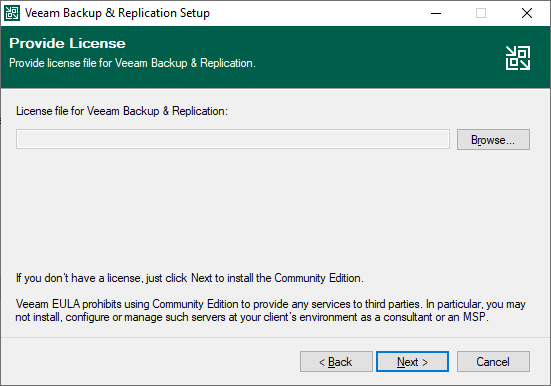 Veeam Backup & Replication Setup
Provide License
Provide license file for Veeam Backup & Replication.
License file for Veeam Backup & Replication:
Browse...
If you don't have a license, just click Next to install the Community Edition.
Veeam EULA prohibits using Community Edition to provide any services to third parties. In particular, you may
not install, configure or manage such servers at your client's environment as a consultant or an MSP.
< Back
Next >
Cancel